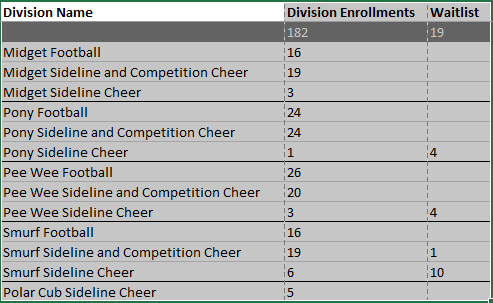 Division Name Division Enrollments Waitlist
182 19
Midget Football 16
Midget Sideline and Competition Cheer 19
Midget Sideline Cheer 3
Pony Football 24
Pony Sideline and Competition Cheer 24
Pony Sideline Cheer 1 4
Pee Wee Football 26
Pee Wee Sideline and Competition Cheer 20
Pee Wee Sideline Cheer 3 4
Smurf Football 16
Smurf Sideline and Competition Cheer 19 1
Smurf Sideline Cheer 6 10
Polar Cub Sideline Cheer 5